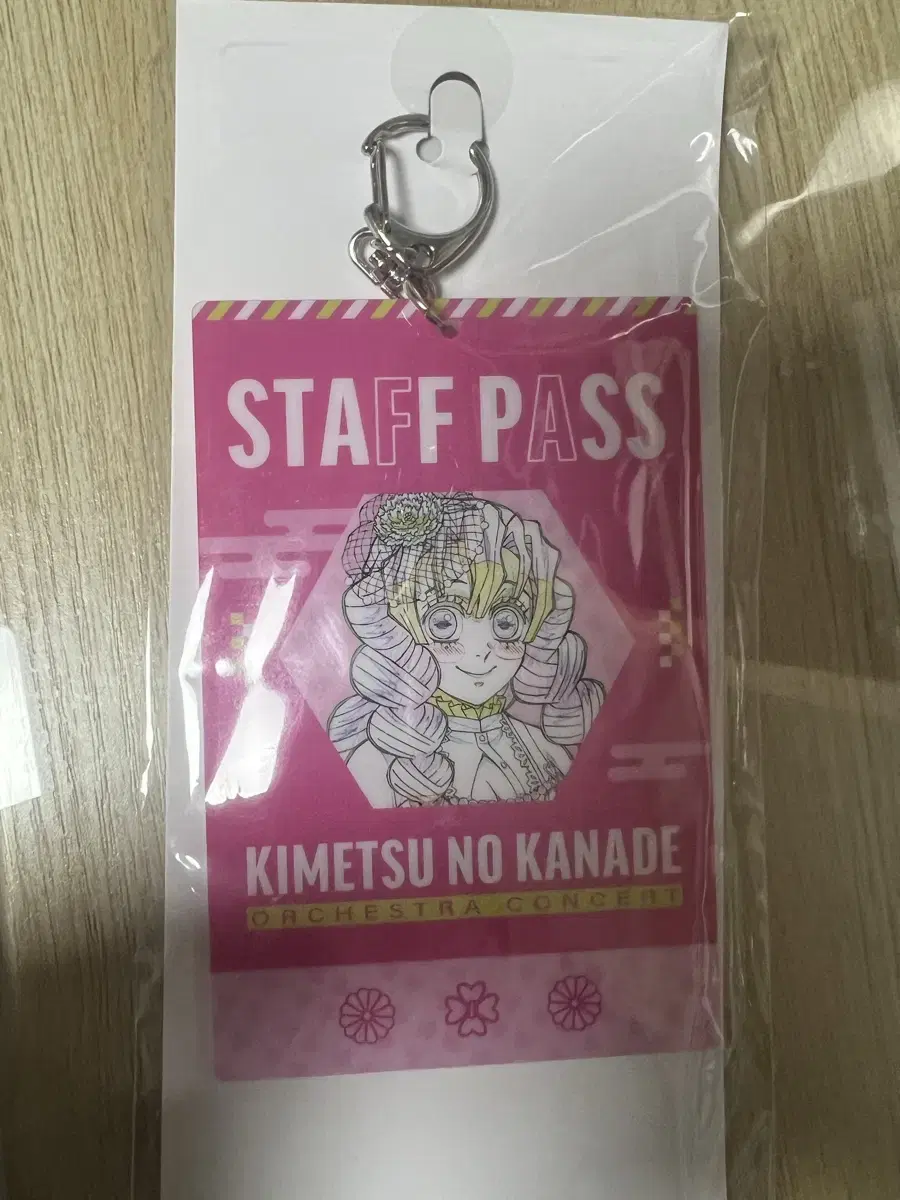 STAFF PASS
KIMETSU NO KANADE
ORCHESTRA CONCERT